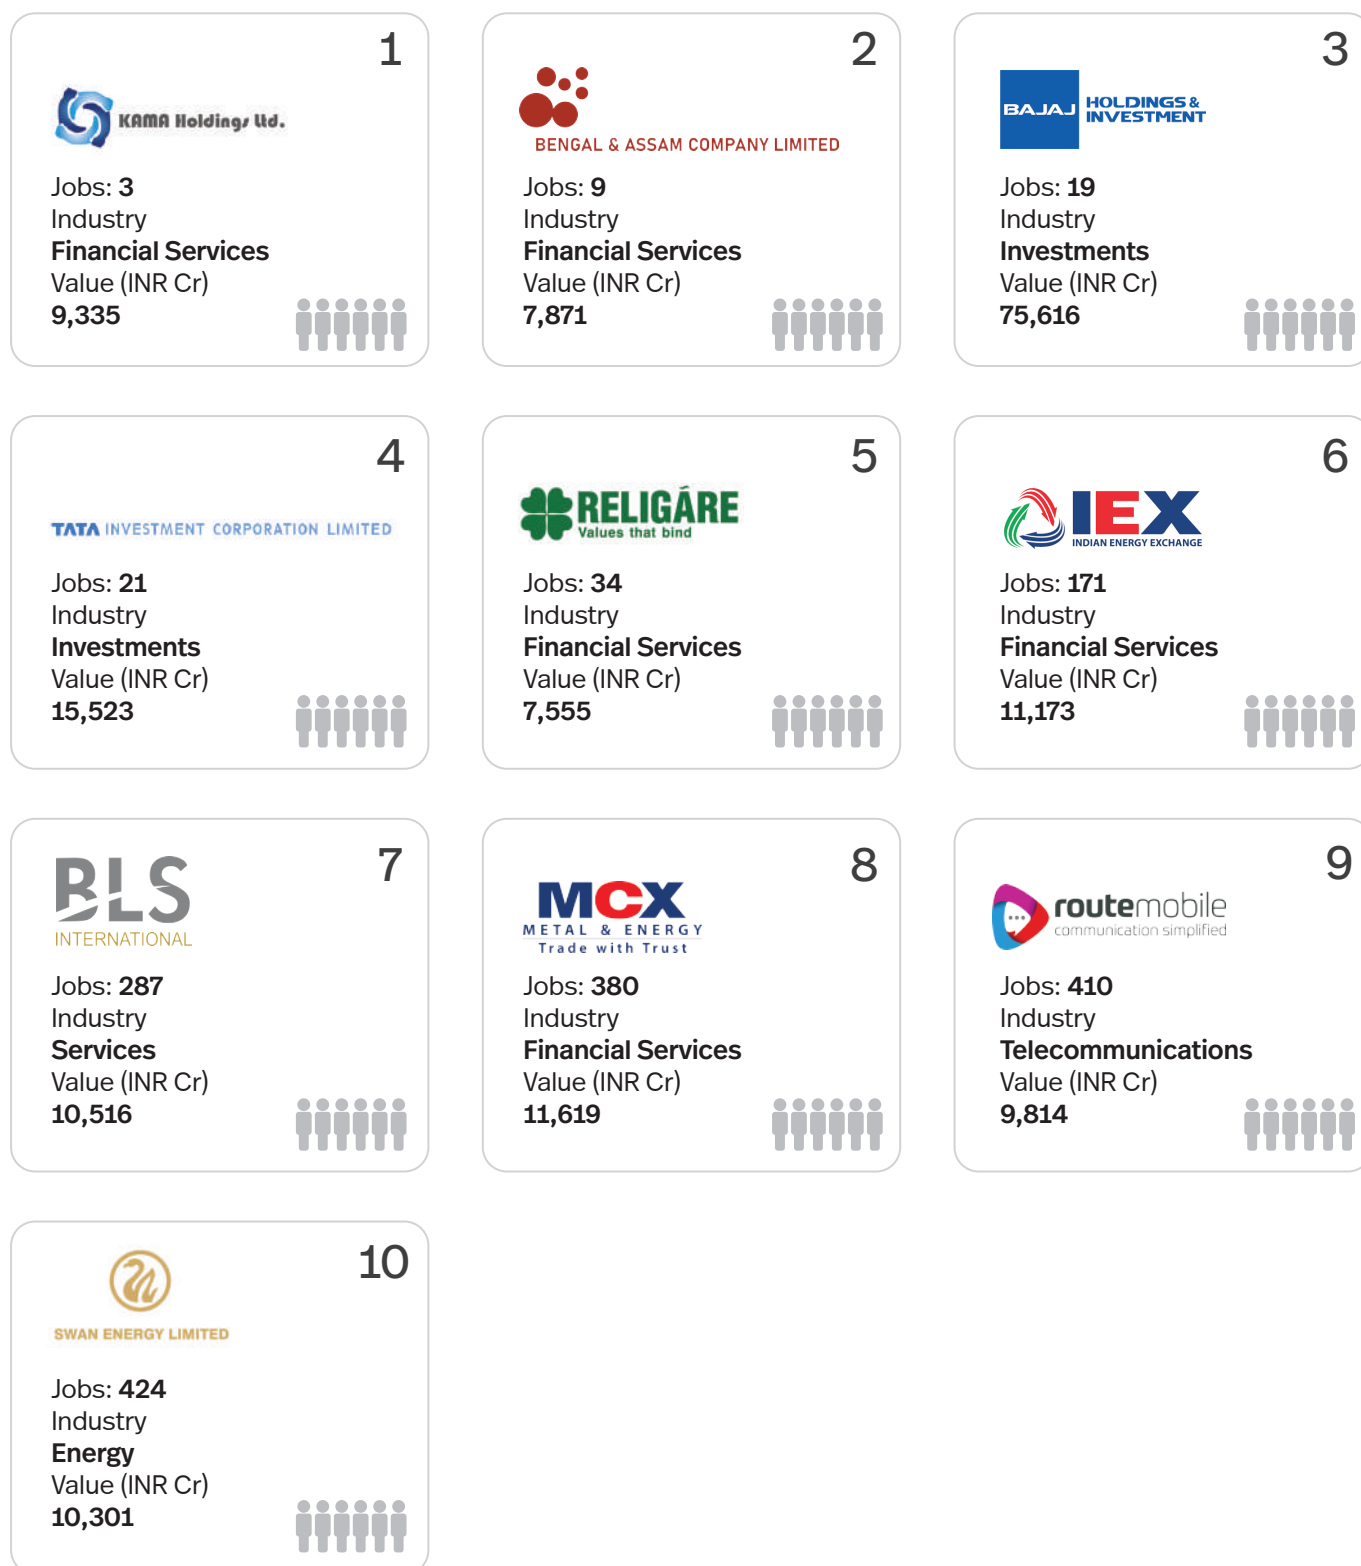 1
KAMA Holdings Ltd.
Jobs: 3
Industry
Financial Services
Value (INR Cr)
9,335
2
BENGAL & ASSAM COMPANY LIMITED
Jobs: 9
Industry
Financial Services
Value (INR Cr)
7,871
3
BAJAJ
HOLDINGS &
INVESTMENT
Jobs: 19
Industry
Investments
Value (INR Cr)
75,616
4
TATA INVESTMENT CORPORATION LIMITED
Jobs: 21
Industry
Investments
Value (INR Cr)
15,523
5
RELIGÁRE
Values that bind
Jobs: 34
Industry
Financial Services
Value (INR Cr)
7,555
6
IEX
INDIAN ENERGY EXCHANGE
Jobs: 171
Industry
Financial Services
Value (INR Cr)
11,173
7
BLS
INTERNATIONAL
Jobs: 287
Industry
Services
Value (INR Cr)
10,516
8
MCX
METAL & ENERGY
Trade with Trust
Jobs: 380
Industry
Financial Services
Value (INR Cr)
11,619
9
routemobile
communication simplified
Jobs: 410
Industry
Telecommunications
Value (INR Cr)
9,814
10
SWAN ENERGY LIMITED
Jobs: 424
Industry
Energy
Value (INR Cr)
10,301